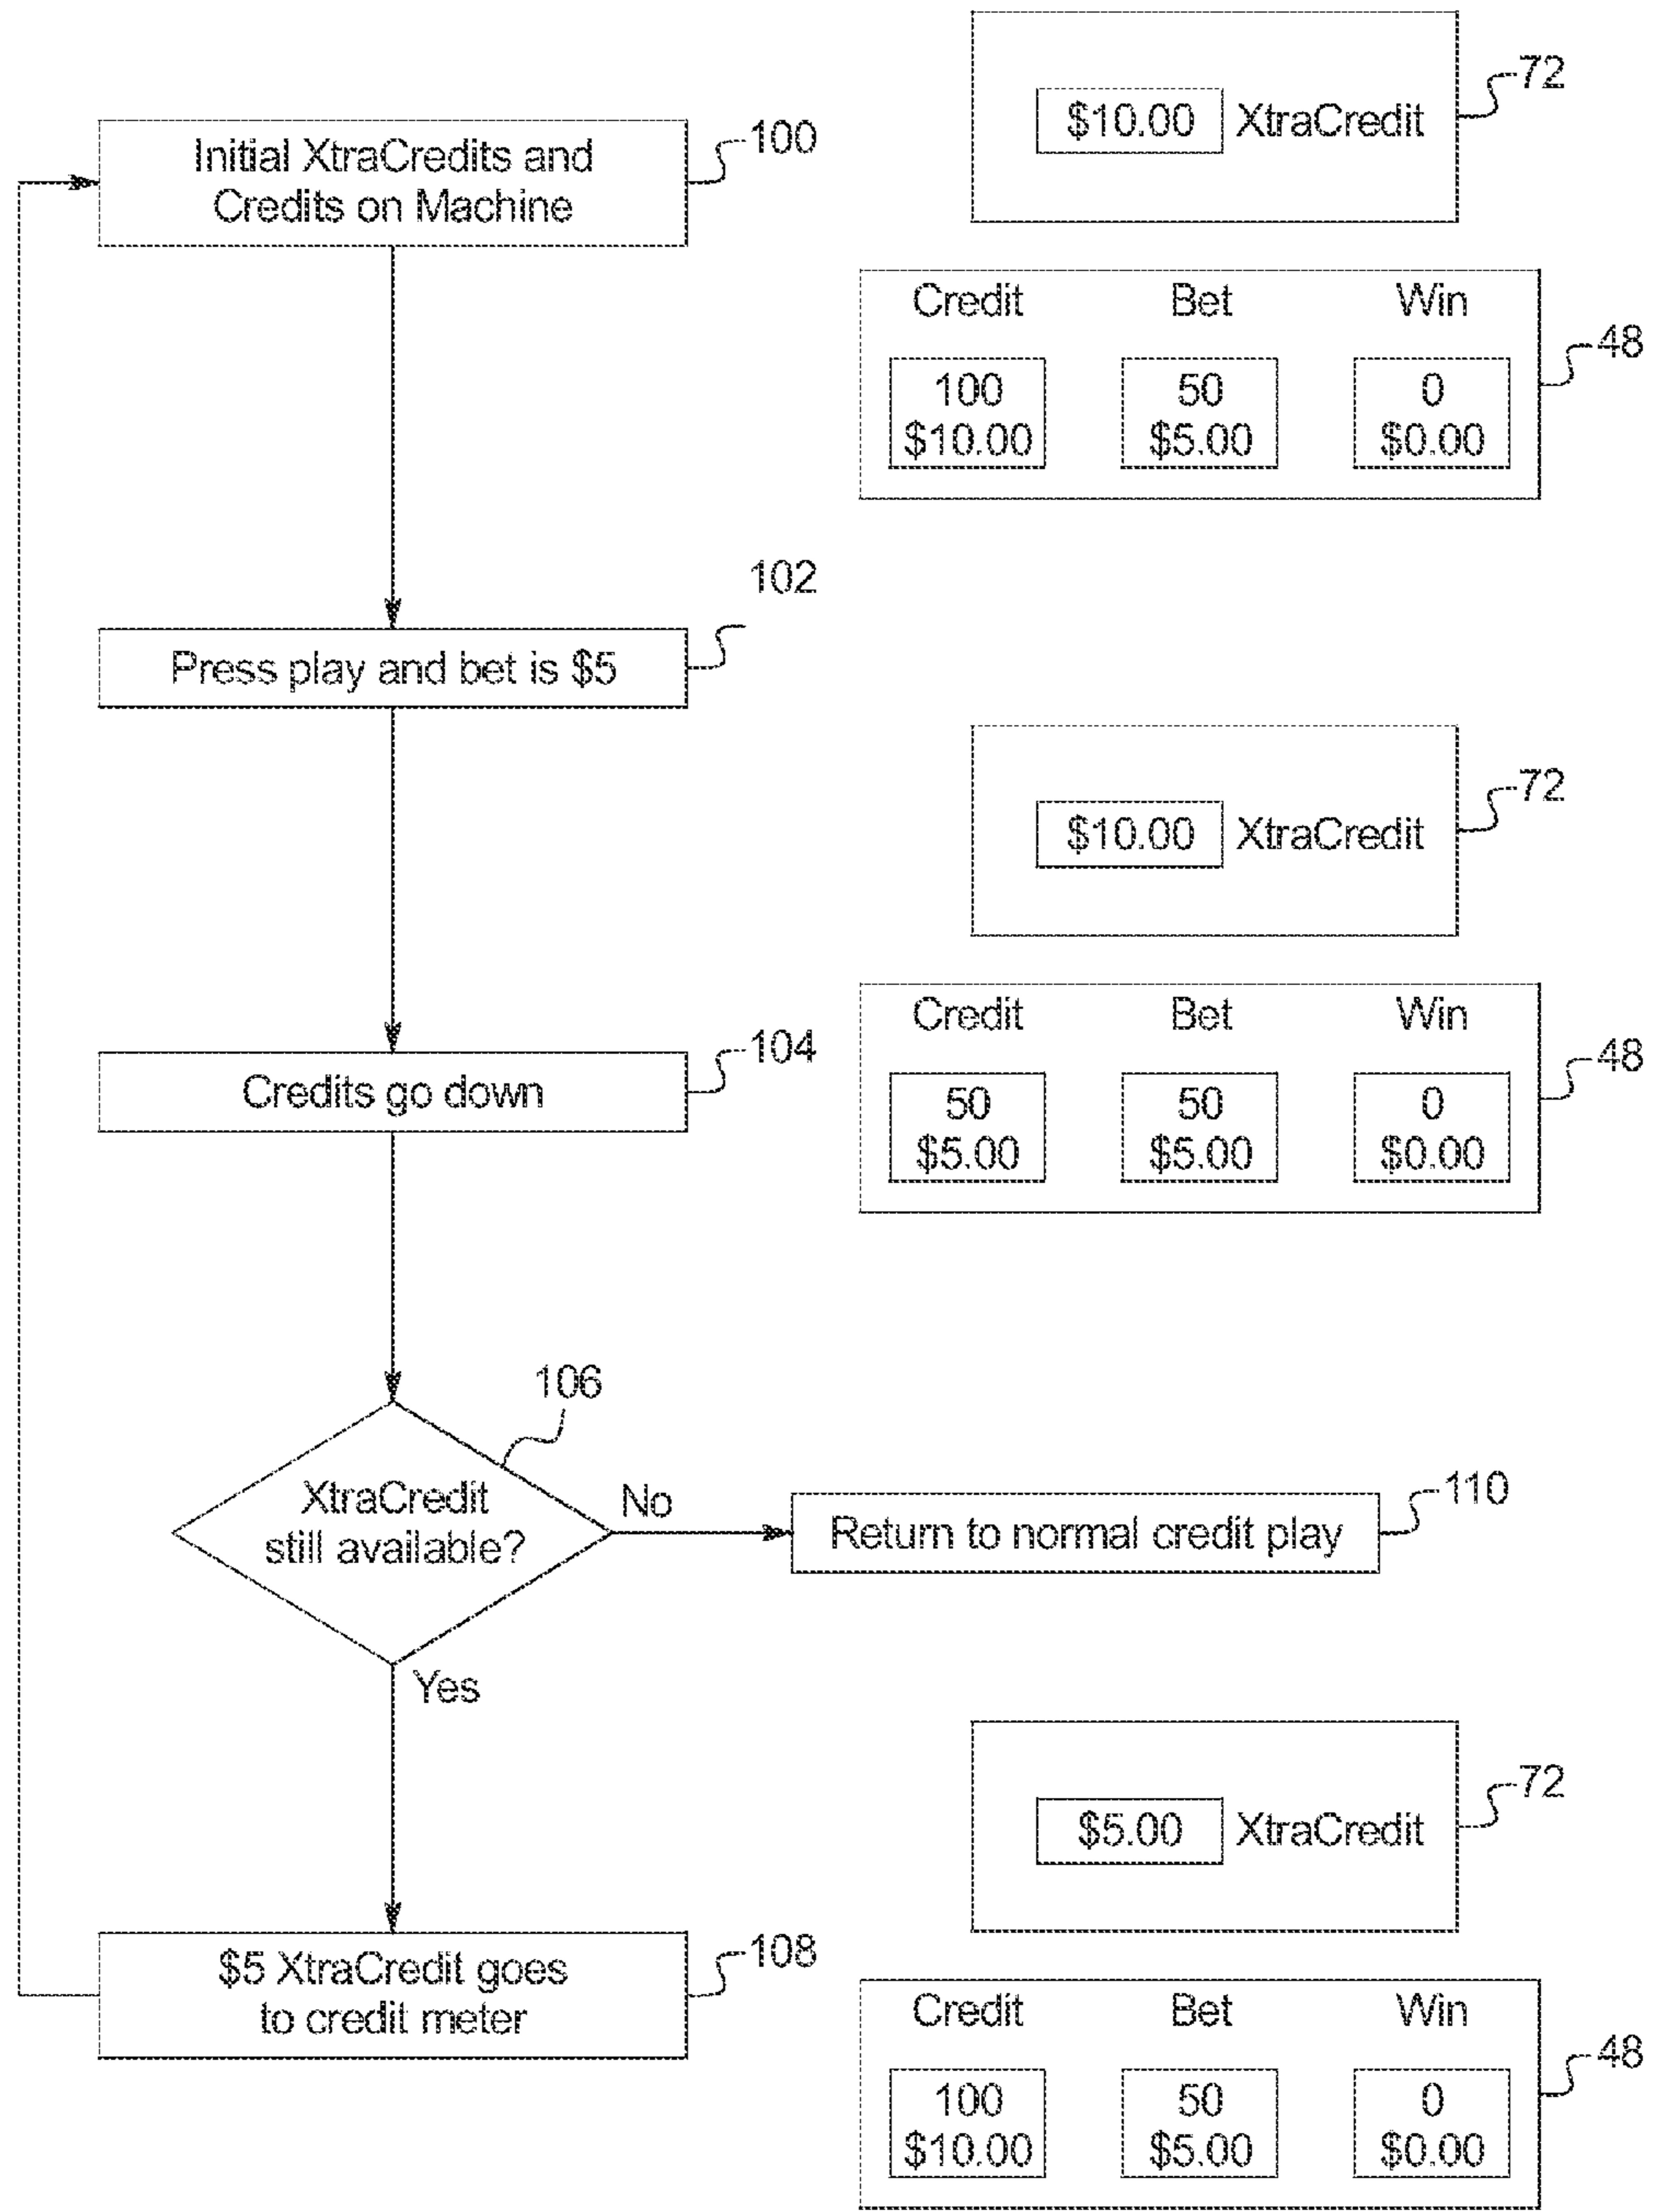 $10.00 XtraCredit
72
Initial XtraCredits and
Credits on Machine
100
Credit Bet Win
100 50 0
$10.00 $5.00 $0.00
48
102
Press play and bet is $5
$10.00 XtraCredit
72
Credits go down
104
Credit Bet Win
50 50 0
$5.00 $5.00 $0.00
48
106
XtraCredit
still available?
No
Return to normal credit play
110
Yes
$5.00 XtraCredit
72
$5 XtraCredit goes
to credit meter
108
Credit Bet Win
100 50 0
$10.00 $5.00 $0.00
48